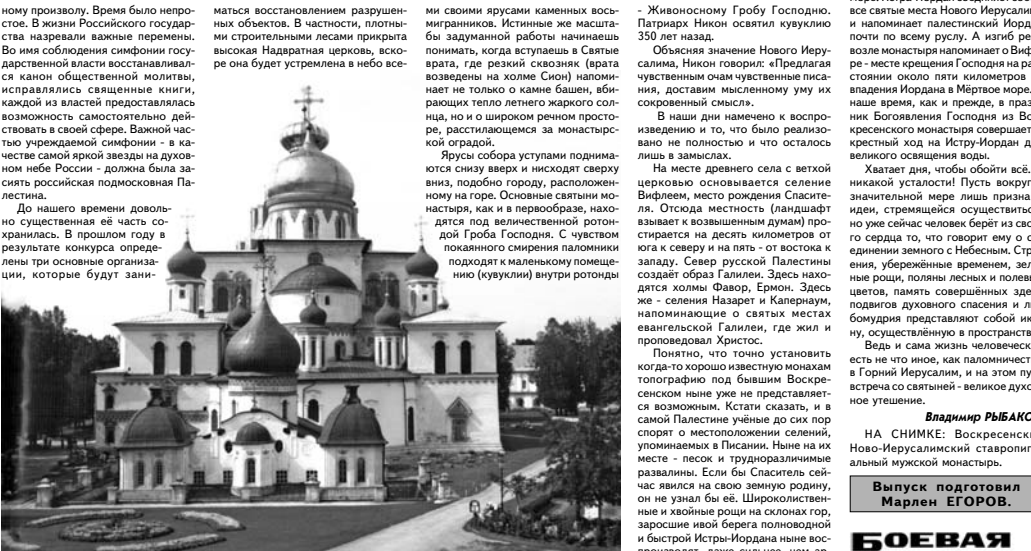 ному произволу. Время было непро-
стое. В жизни Российского государ-
ства назревали важные перемены.
Во имя соблюдения симфонии госу-
дарственной власти восстанавливал-
ся канон общественной молитвы,
исправлялись священные книги,
каждой из властей предоставлялась
возможность самостоятельно дей-
ствовать в своей сфере. Важной час-
тью учреждаемой симфонии - в ка-
честве самой яркой звезды на духов-
ном небе России - должна была за-
сиять российская подмосковная Па-
лестина.
До нашего времени доволь-
но существенная её часть со-
хранилась. В прошлом году в
результате конкурса опреде-
лены три основные организа-
ции, которые будут зани-
маться восстановлением разрушен-
ных объектов. В частности, плотны-
ми строительными лесами прикрыта
высокая Надвратная церковь, вско-
ре она будет устремлена в небо все-
ми своими ярусами каменных вось-
мигранников. Истинные же масшта-
бы задуманной работы начинаешь
понимать, когда вступаешь в Святые
врата, где резкий сквозняк (врата
возведены на холме Сион) напоми-
нает не только о камне башен, вби-
рающих тепло летнего жаркого сол-
нца, но и о широком речном просто-
ре, расстилающемся за монастырс-
кой оградой.
Ярусы собора уступами поднима-
ются снизу вверх и нисходят сверху
вниз, подобно городу, расположен-
ному на горе. Основные святыни мо-
настыря, как и в первообразе, нахо-
дятся под величественной ротон-
дой Гроба Господня. С чувством
покаянного смирения паломники
подходят к маленькому помеще-
нию (кувуклии) внутри ротонды
- Живоносному Гробу Господню.
Патриарх Никон освятил кувуклию
350 лет назад.
Объясняя значение Нового Иеру-
салима, Никон говорил: «Предлагая
чувственным очам чувственные писа-
ния, доставим мысленному уму их
сокровенный смысл».
В наши дни намечено к воспро-
изведению и то, что было реализо-
вано не полностью и что осталось
лишь в замыслах.
На месте древнего села с ветхой
церковью основывается селение
Вифлеем, место рождения Спасите-
ля. Отсюда местность (ландшафт
взывает к возвышенным думам) про-
стирается на десять километров от
юга к северу и на пять - от востока к
западу. Север русской Палестины
создаёт образ Галилеи. Здесь нахо-
дятся холмы Фавор, Ермон. Здесь
же - селения Назарет и Капернаум,
напоминающие о святых местах
евангельской Галилеи, где жил и
проповедовал Христос.
Понятно, что точно установить
когда-то хорошо известную монахам
топографию под бывшим Воскре-
сенском ныне уже не представляет-
ся возможным. Кстати сказать, и в
самой Палестине учёные до сих пор
спорят о местоположении селений,
упоминаемых в Писании. Ныне на их
месте - песок и трудноразличимые
развалины. Если бы Спаситель сей-
час явился на свою земную родину,
он не узнал бы её. Широколиствен-
ные и хвойные рощи на склонах гор,
заросшие ивой берега полноводной
и быстрой Истры-Иордана ныне вос-
все святые места Нового Иерусали
и напоминает палестинский Иорд
почти по всему руслу. А изгиб ре
возле монастыря напоминает о Виф
ре - месте крещения Господня на ра
стоянии около пяти километров
впадения Иордана в Мёртвое море.
наше время, как и прежде, в праз
ник Богоявления Господня из Во
кресенского монастыря совершает
крестный ход на Истру-Иордан д
великого освящения воды.
Хватает дня, чтобы обойти всё.
никакой усталости! Пусть вокруг
значительной мере лишь призна
идеи, стремящейся осуществитьс
но уже сейчас человек берёт из сво
го сердца то, что говорит ему о с
единении земного с Небесным. Стр
ения, убережённые временем, зел
ные рощи, поляны лесных и полев
цветов, память совершённых зде
подвигов духовного спасения и л
бомудрия представляют собой ик
ну, осуществлённую в пространств
Ведь и сама жизнь человеческ
есть не что иное, как паломничест
в Горний Иерусалим, и на этом пу
встреча со святыней - великое духо
ное утешение.
Владимир РЫБАКО
НА СНИМКЕ: Воскресенск
Ново-Иерусалимский ставропиг
альный мужской монастырь.
Выпуск подготовил
Марлен ЕГОРОВ.
БОЕВАЯ